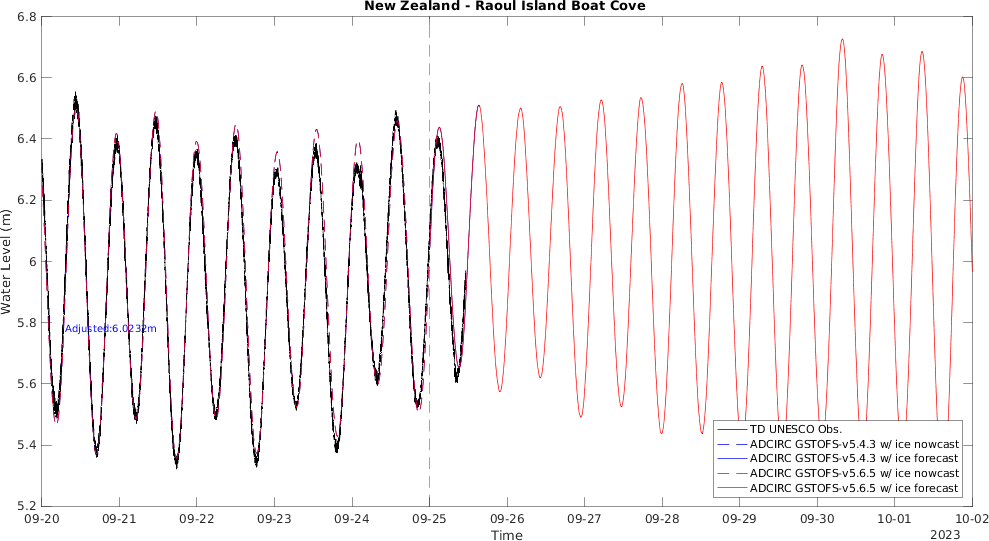 New Zealand - Raoul Island Boat Cove
6.8
6.6
6.4
6.2
6
5.8
5.6
5.4
5.2
Water Level (m)
Adjusted:6.0232m
TD UNESCO Obs.
ADCIRC GSTOFS-v5.4.3 w/ ice nowcast
ADCIRC GSTOFS-v5.4.3 w/ ice forecast
ADCIRC GSTOFS-v5.6.5 w/ ice nowcast
ADCIRC GSTOFS-v5.6.5 w/ ice forecast
09-20 09-21 09-22 09-23 09-24 09-25 09-26 09-27 09-28 09-29 09-30 10-01 10-02
Time
2023